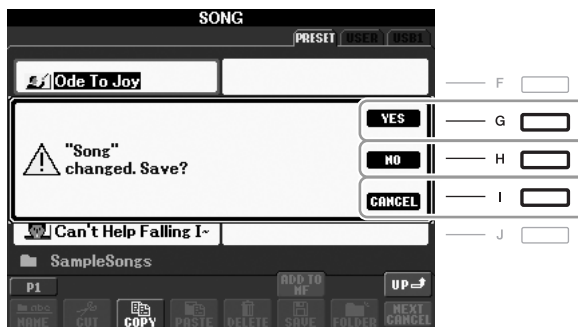 SONG
PRESET USER USB1
Ode To Joy
F
YES G
"Song"
changed. Save?
NO H
CANCEL I
Can't Help Falling I~
J
SampleSongs
P1 ADD TO MF UP
NAME CUT COPY PASTE DELETE SAVE FOLDER NEXT CANCEL